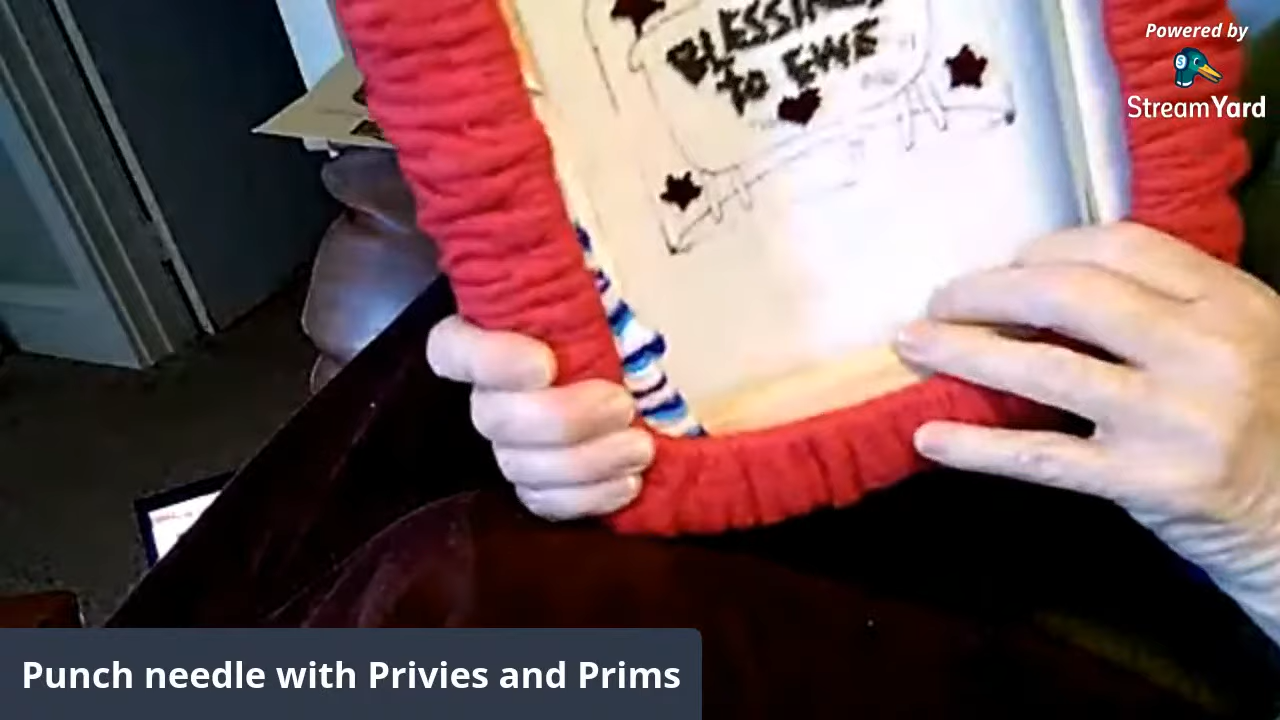 Powered by
StreamYard
BLESSINGS
to EWE
Punch needle with Privies and Prims